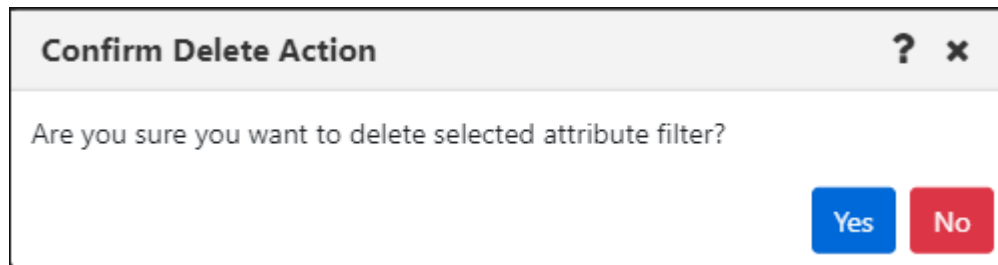 Confirm Delete Action ? ×
Are you sure you want to delete selected attribute filter?
Yes No